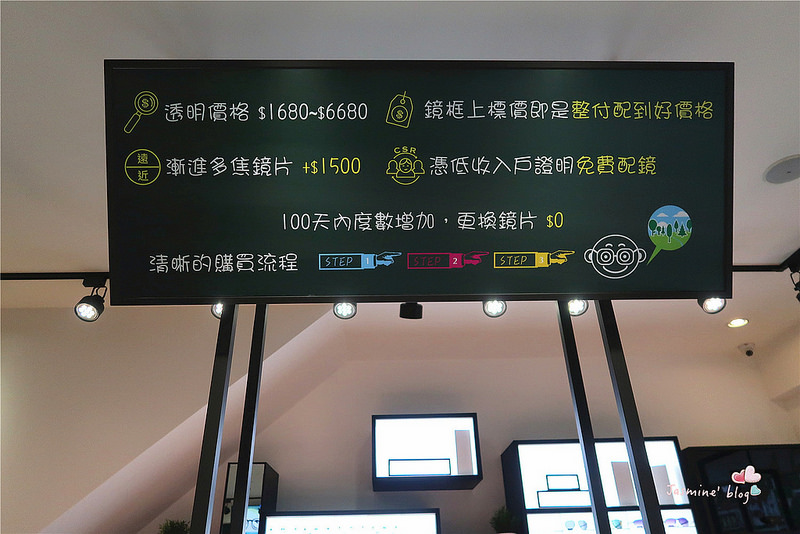 透明價格 $1680~$6680
鏡框上標價即是整付配到好價格
遠近
漸進多焦鏡片 +$1500
CSR
憑低收入戶證明免費配鏡
100天內度數增加，更換鏡片 $0
清晰的購買流程 STEP 1 STEP 2 STEP 3
Jasmine' blog